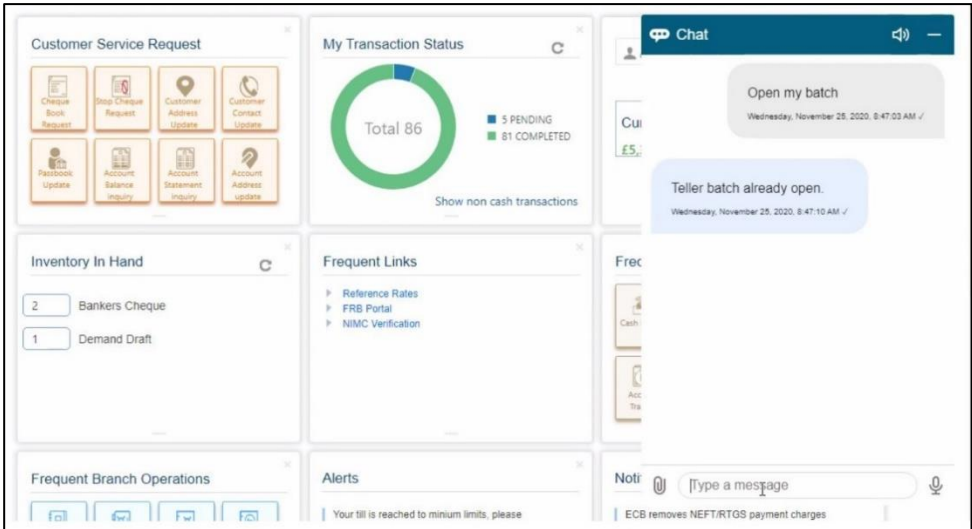 Customer Service Request
Cheque
Book
Request
Stop Cheque
Request
Customer
Address
Update
Customer
Contact
Update
Passbook
Update
Account
Balance
inquiry
Account
Statement
inquiry
Account
Address
update
My Transaction Status
Total 86
5 PENDING
81 COMPLETED
Show non cash transactions
Cu
£5,
Inventory In Hand
2 Bankers Cheque
1 Demand Draft
Frequent Links
Reference Rates
FRB Portal
NIMC Verification
Frec
Cash
Acc
Tra
Frequent Branch Operations
Alerts
Your till is reached to minium limits, please
Noti
ECB removes NEFT/RTGS payment charges
Chat
Open my batch
Wednesday, November 25, 2020, 8:47:03 AM ✓
Teller batch already open.
Wednesday, November 25, 2020, 8:47:10 AM ✓
Type a message